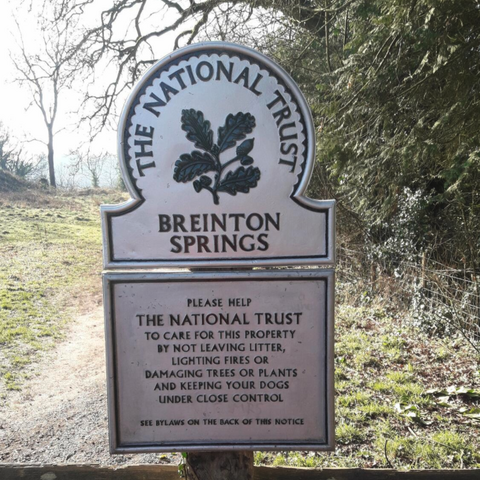 THE NATIONAL TRUST
BREINTON
SPRINGS
PLEASE HELP
THE NATIONAL TRUST
TO CARE FOR THIS PROPERTY
BY NOT LEAVING LITTER,
LIGHTING FIRES OR
DAMAGING TREES OR PLANTS
AND KEEPING YOUR DOGS
UNDER CLOSE CONTROL
SEE BYLAWS ON THE BACK OF THIS NOTICE